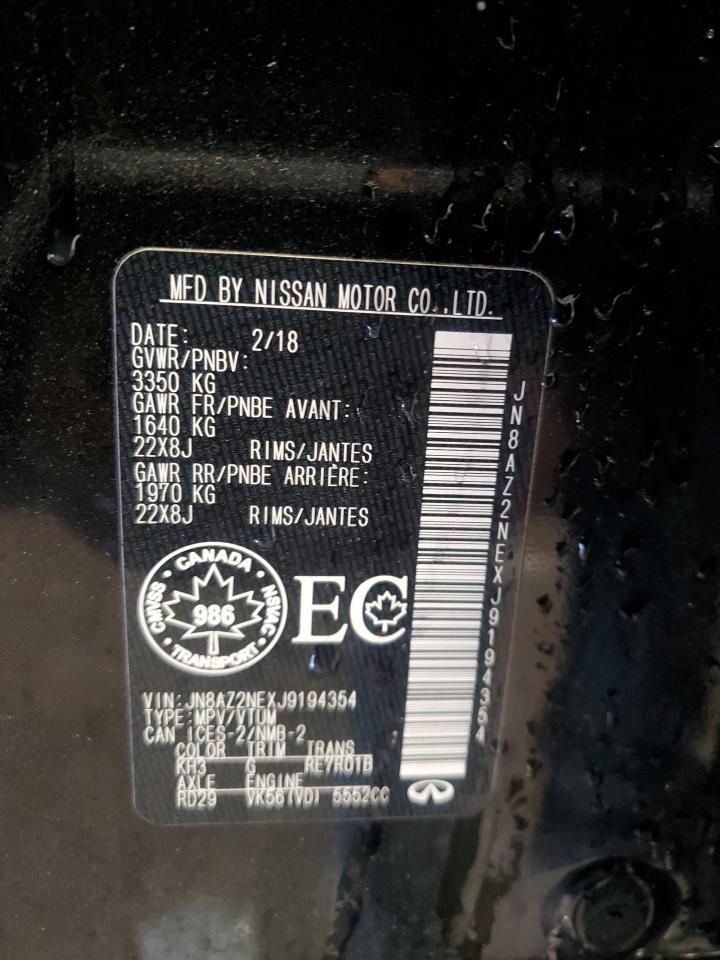 MFD BY NISSAN MOTOR CO.,LTD.
DATE: 2/18
GVWR/PNBV:
3350 KG
GAWR FR/PNBE AVANT:
1640 KG
22X8J RIMS/JANTES
GAWR RR/PNBE ARRIÈRE:
1970 KG
22X8J RIMS/JANTES
CANADA
CMVSS 986 NSVAC
TRANSPORT
EC
VIN:JN8AZ2NEXJ9194354
TYPE:MPV/VTUM
CAN ICES-2/NMB-2
COLOR TRIM TRANS
KH3 G RE7R01B
AXLE ENGINE
RD29 VK56(VD) 5552CC
JN8AZ2NEXJ9194354